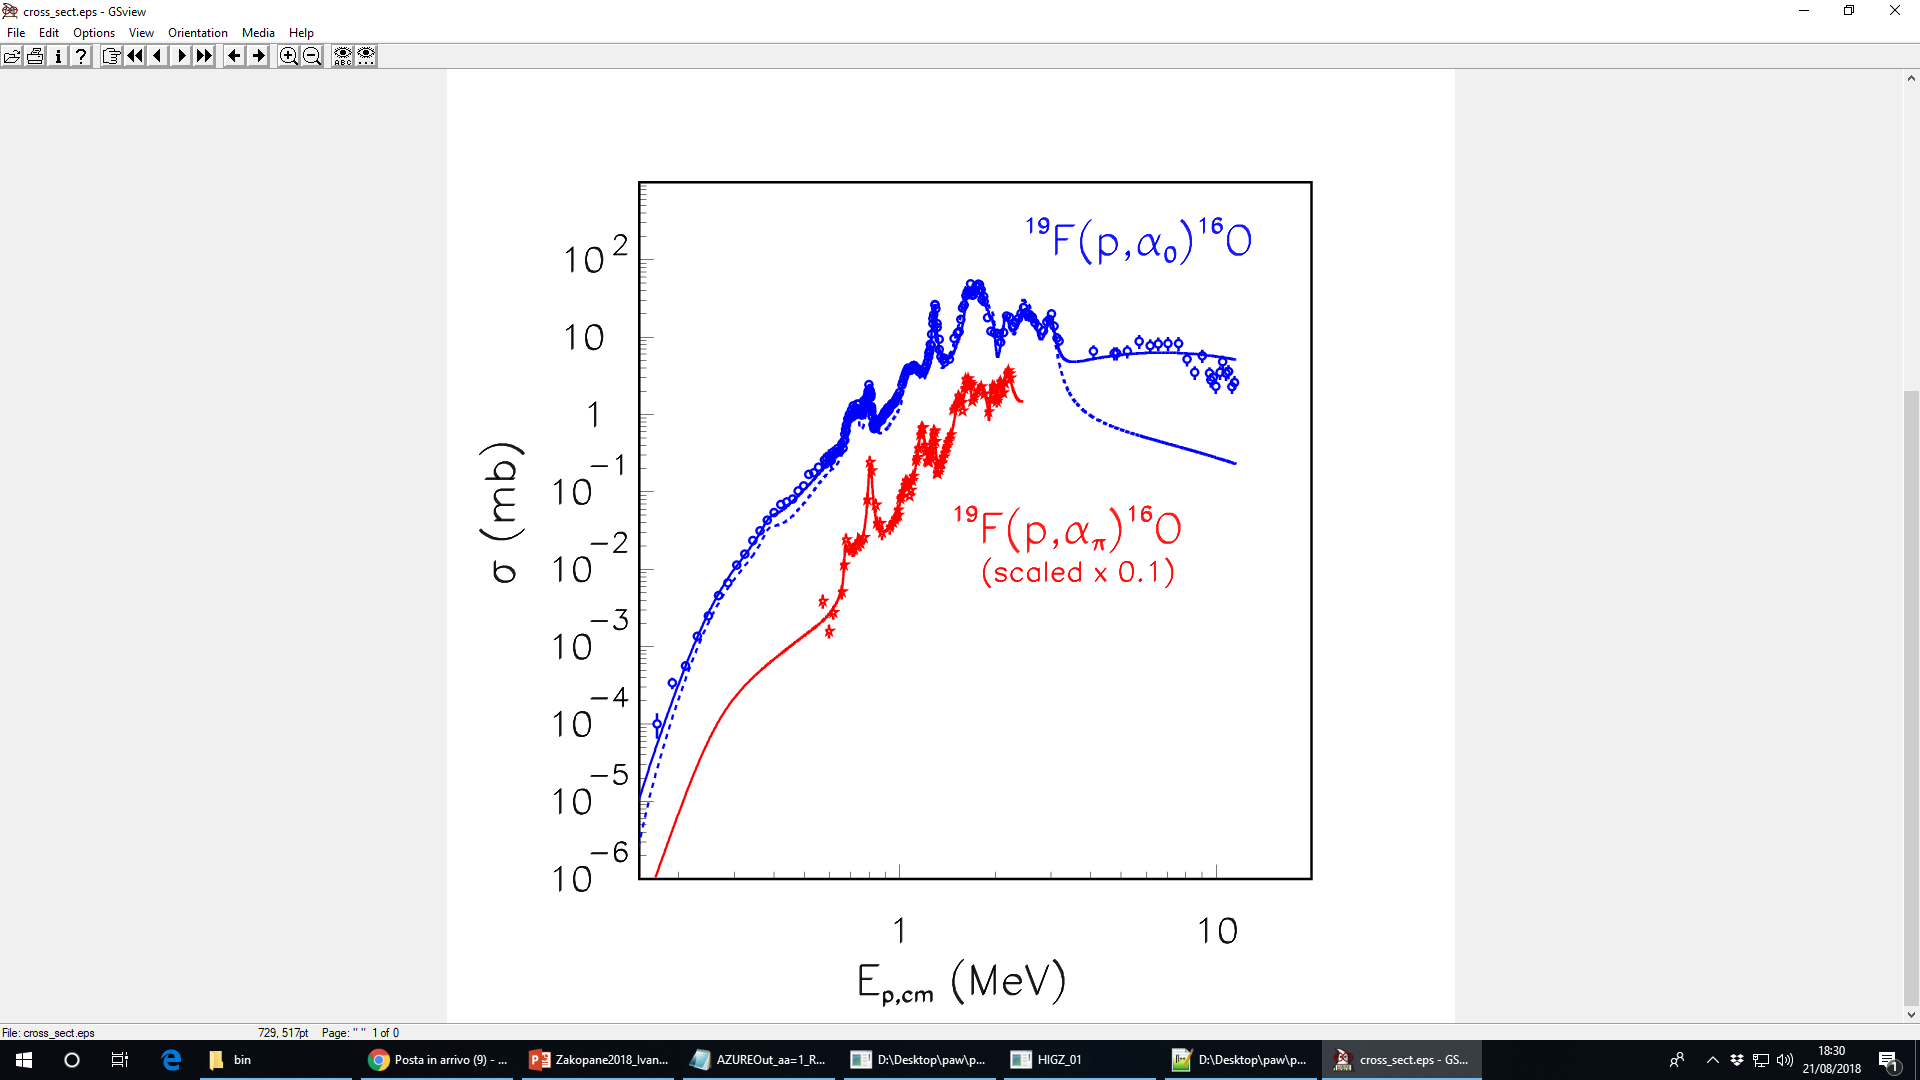 cross_sect.eps - GSview
File Edit Options View Orientation Media Help
¹⁹F(p,α₀)¹⁶O
10²
10
1
10⁻¹
10⁻²
10⁻³
10⁻⁴
10⁻⁵
10⁻⁶
σ (mb)
¹⁹F(p,α_π)¹⁶O
(scaled x 0.1)
1 10
E_p,cm (MeV)
File: cross_sect.eps 729, 517pt Page: " " 1 of 0
bin
Posta in arrivo (9) - ...
Zakopane2018_Ivan...
AZUREOut_aa=1_R...
D:\Desktop\paw\p...
HIGZ_01
D:\Desktop\paw\p...
cross_sect.eps - GS...
18:30
21/08/2018
1